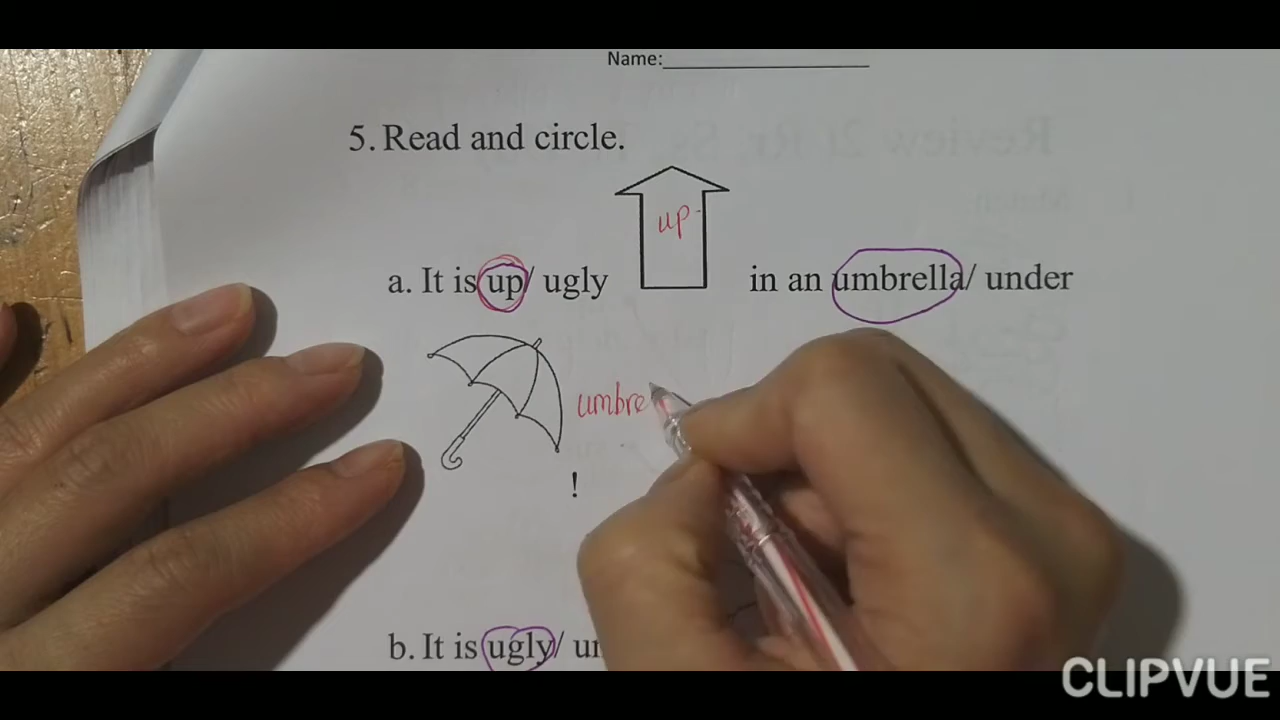 Name:
5. Read and circle.
up
a. It is up/ ugly in an umbrella/ under
umbre
!
b. It is ugly/ un
CLIPVUE